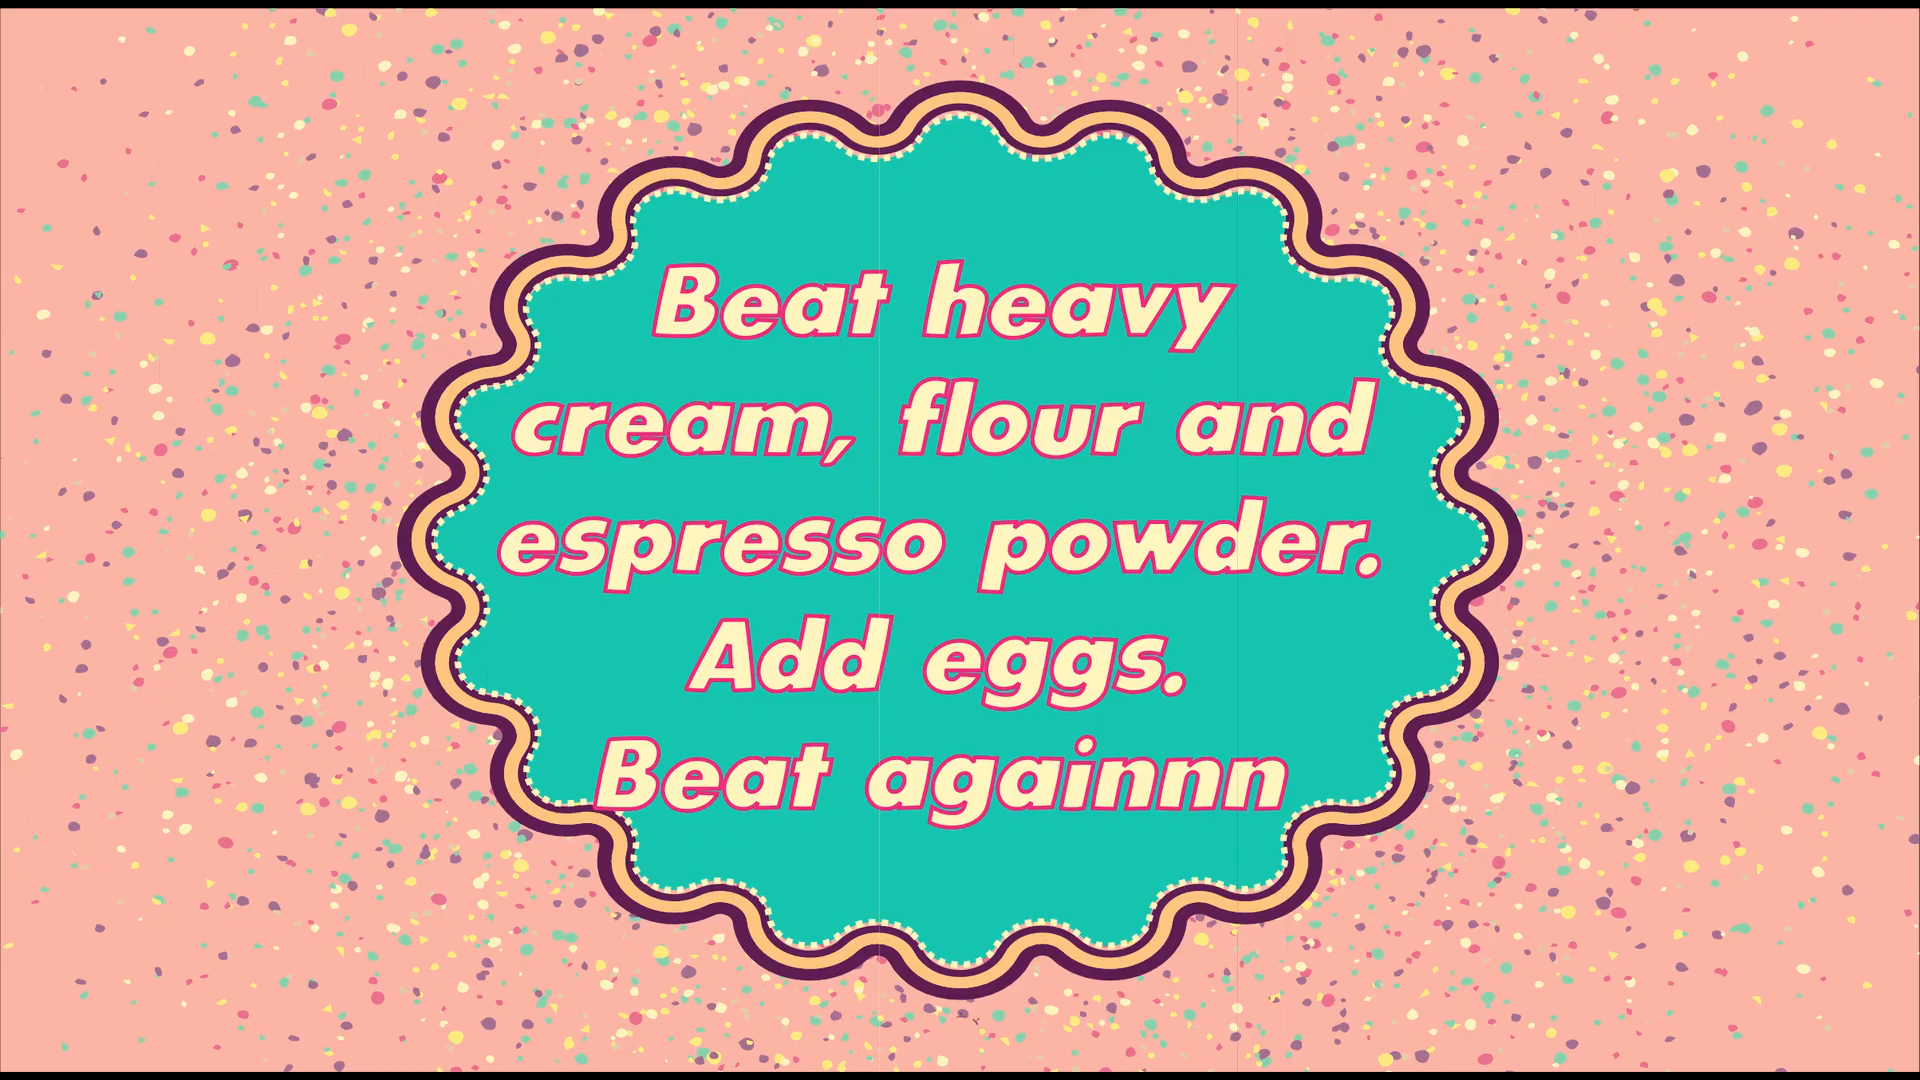 Beat heavy
cream, flour and
espresso powder.
Add eggs.
Beat againnn